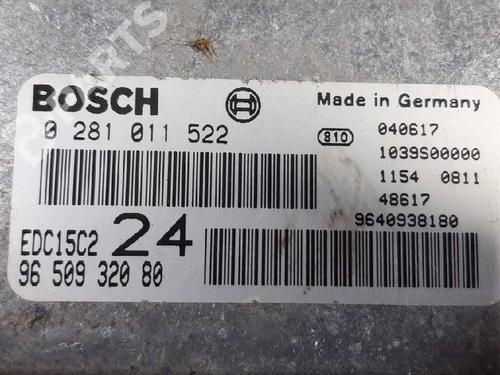 BOSCH
Made in Germany
0 281 011 522
810
040617
1039S00000
1154 0811
48617
9640938180
EDC15C2 24
96 509 320 80
PARTS